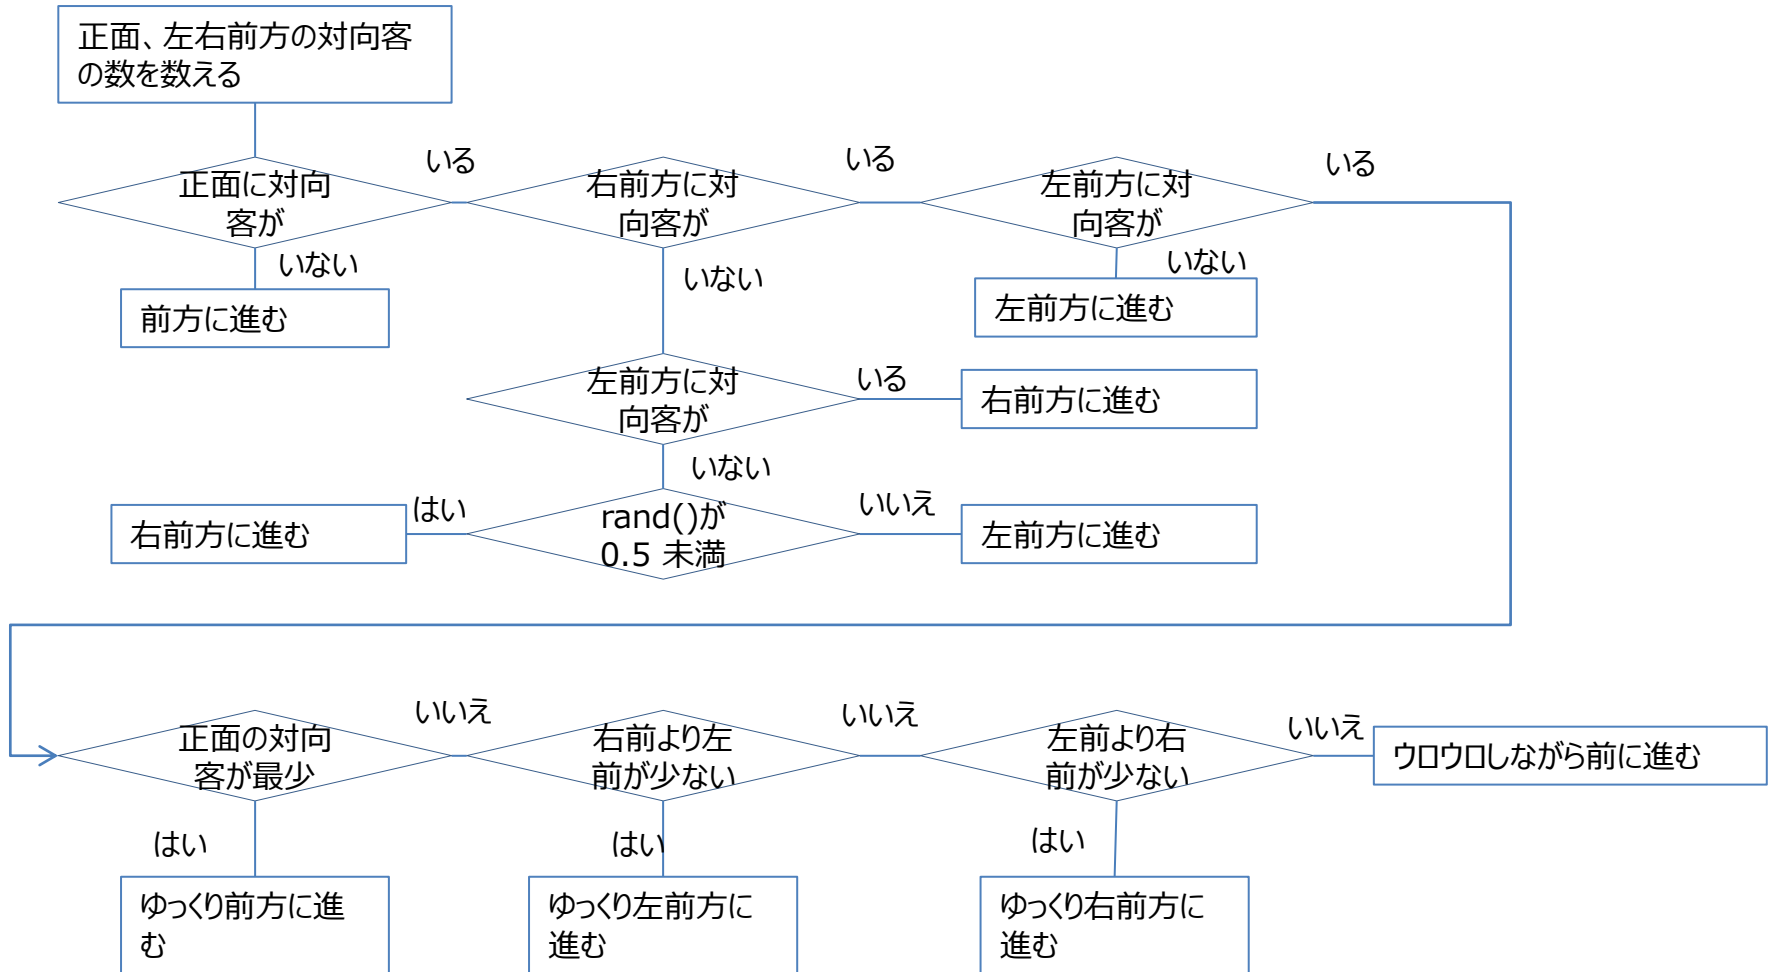 正面、左右前方の対向客
の数を数える
いる
いる
いる
正面に対向
客が
右前方に対
向客が
左前方に対
向客が
いない
いない
いない
前方に進む
左前方に進む
左前方に対
向客が
いる
右前方に進む
いない
右前方に進む
はい
rand()が
0.5 未満
いいえ
左前方に進む
正面の対向
客が最少
いいえ
右前より左
前が少ない
いいえ
左前より右
前が少ない
いいえ
ウロウロしながら前に進む
はい
はい
はい
ゆっくり前方に進
む
ゆっくり左前方に
進む
ゆっくり右前方に
進む